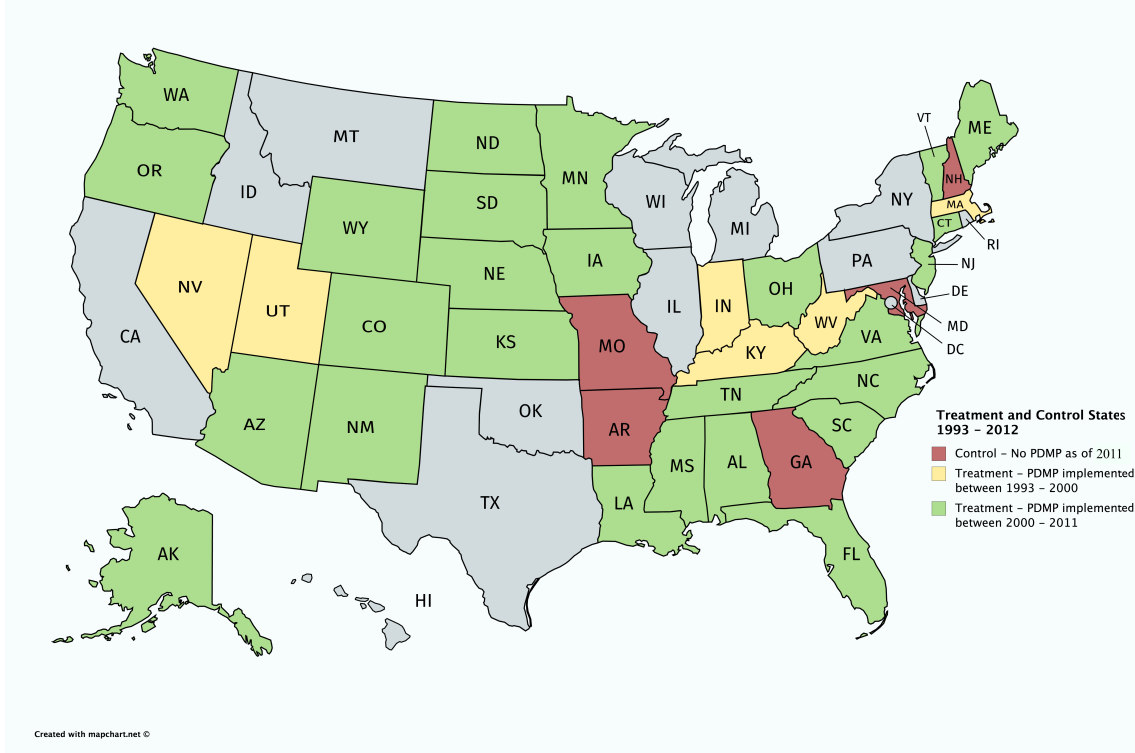 WA
OR
MT
ID
ND
MN
SD
WY
NE
IA
WI
MI
VT
ME
NH
NY
MA
CT
RI
PA
NJ
DE
MD
DC
NV
UT
CA
CO
KS
MO
IL
IN
OH
WV
KY
VA
NC
TN
SC
AZ
NM
OK
AR
MS
AL
GA
TX
LA
FL
AK
HI
Treatment and Control States
1993 – 2012
Control – No PDMP as of 2011
Treatment – PDMP implemented
between 1993 – 2000
Treatment – PDMP implemented
between 2000 – 2011
Created with mapchart.net ©